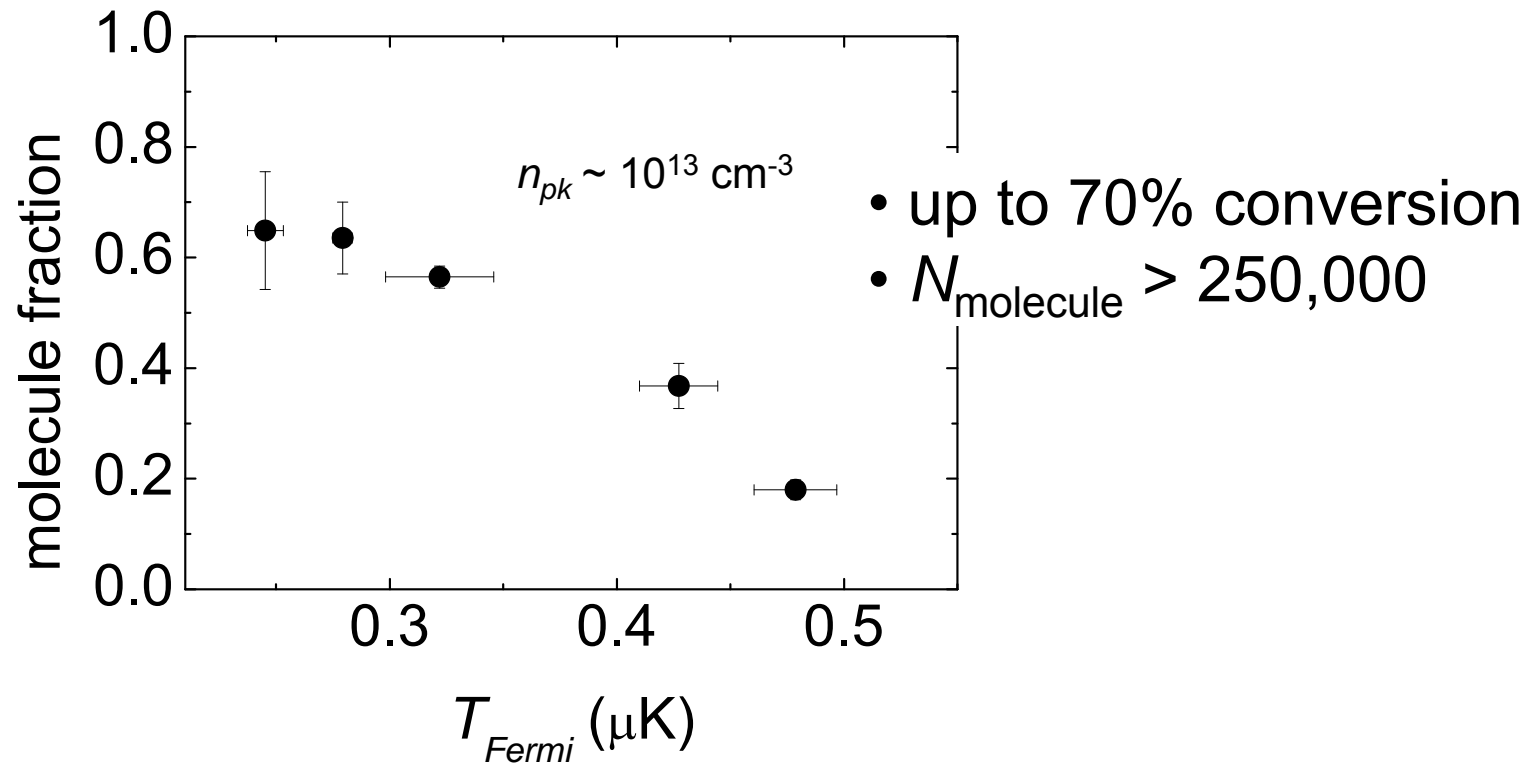 1.0
0.8
0.6
0.4
0.2
0.0
molecule fraction
n_pk ~ 10^13 cm^-3
• up to 70% conversion
• N_molecule > 250,000
0.3 0.4 0.5
T_Fermi (μK)